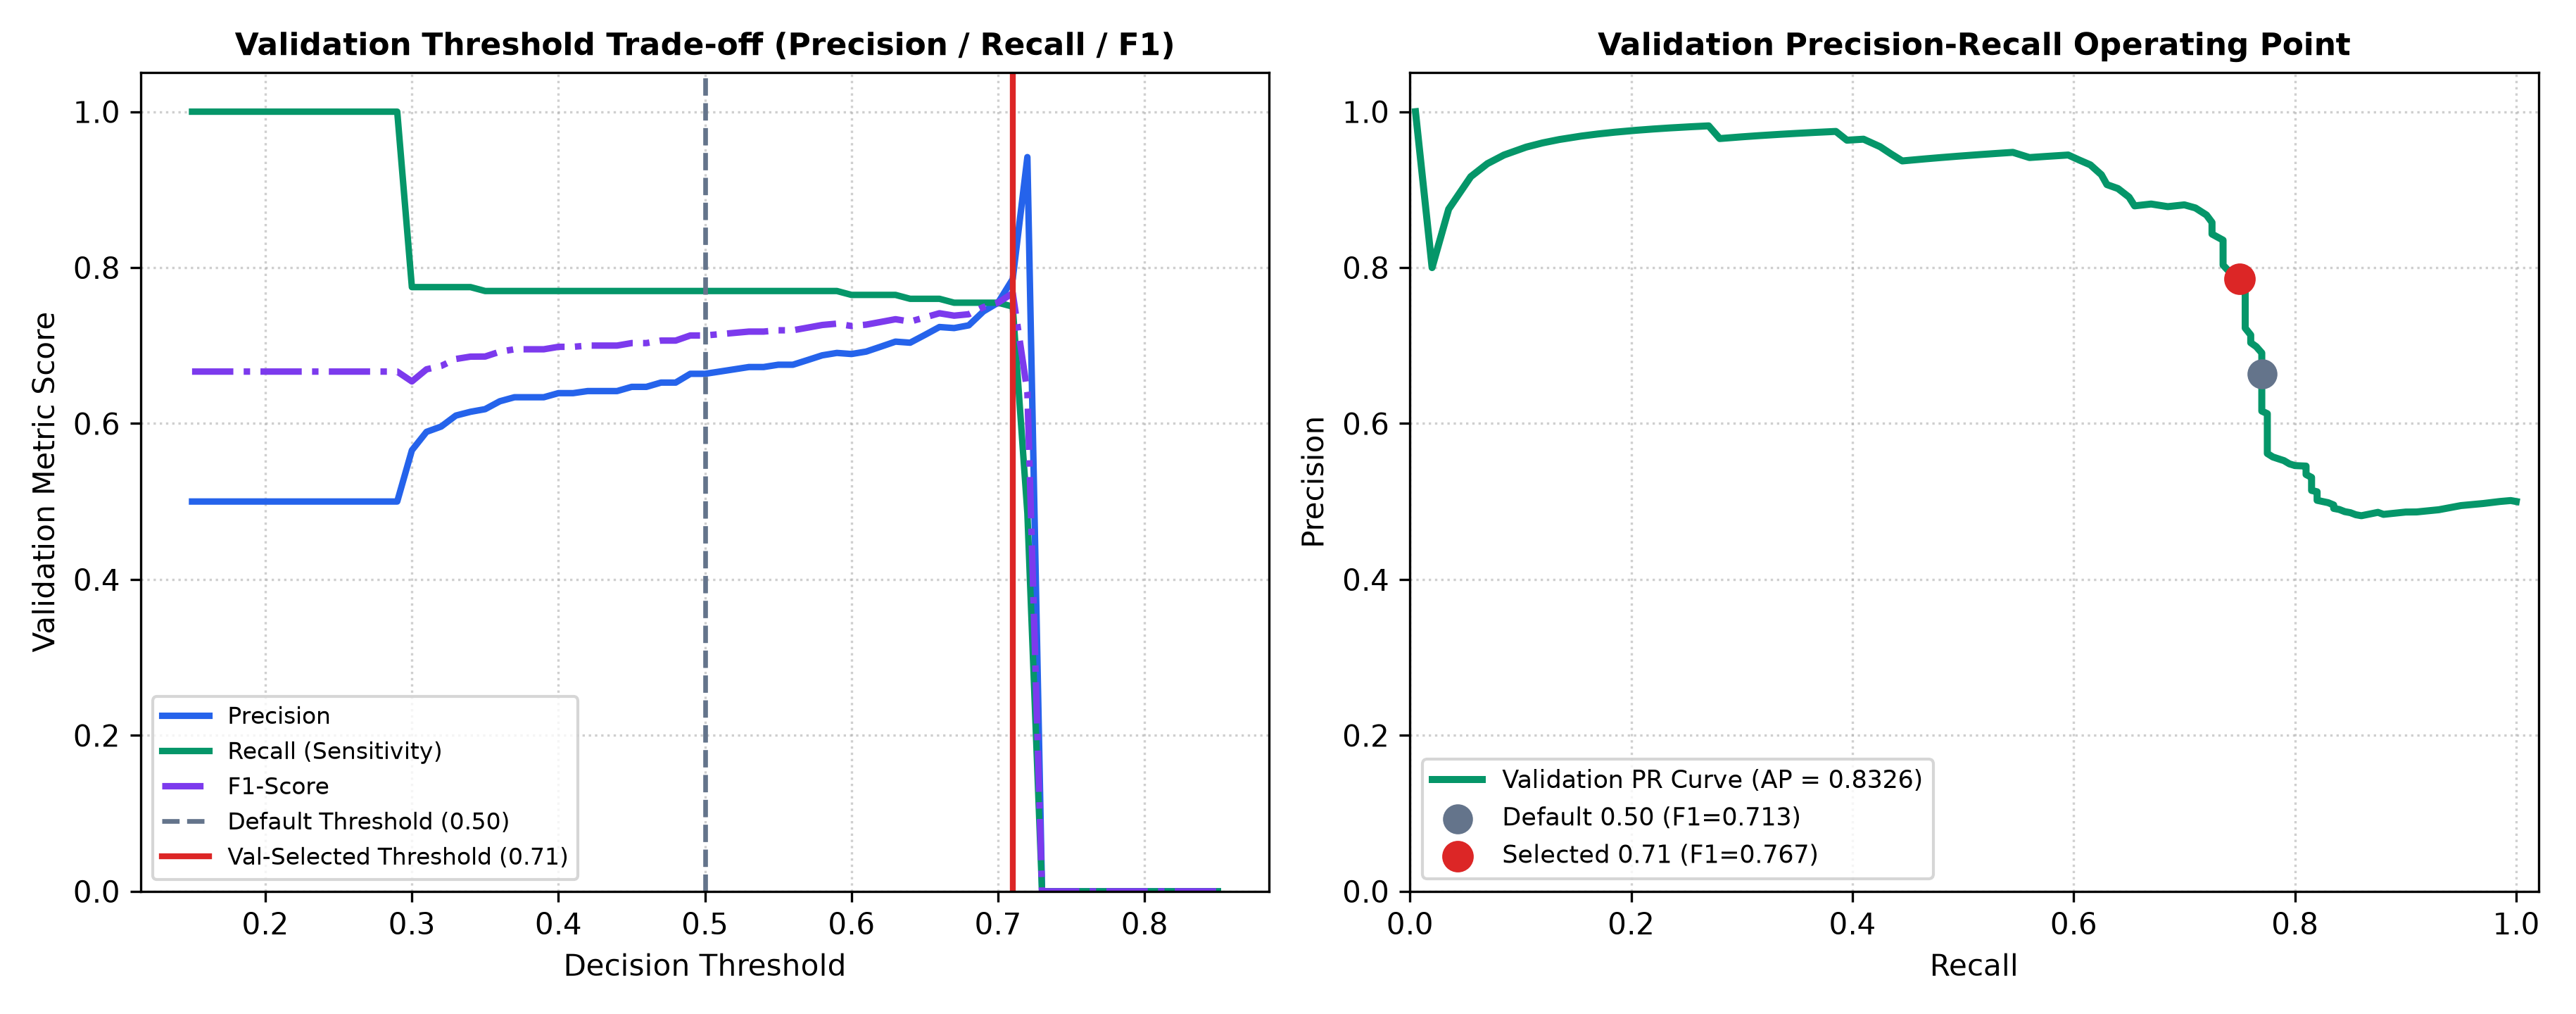 Validation Threshold Trade-off (Precision / Recall / F1)
Validation Metric Score
1.0
0.8
0.6
0.4
0.2
0.0
0.2 0.3 0.4 0.5 0.6 0.7 0.8
Decision Threshold
Precision
Recall (Sensitivity)
F1-Score
Default Threshold (0.50)
Val-Selected Threshold (0.71)
Validation Precision-Recall Operating Point
Precision
1.0
0.8
0.6
0.4
0.2
0.0
0.0 0.2 0.4 0.6 0.8 1.0
Recall
Validation PR Curve (AP = 0.8326)
Default 0.50 (F1=0.713)
Selected 0.71 (F1=0.767)